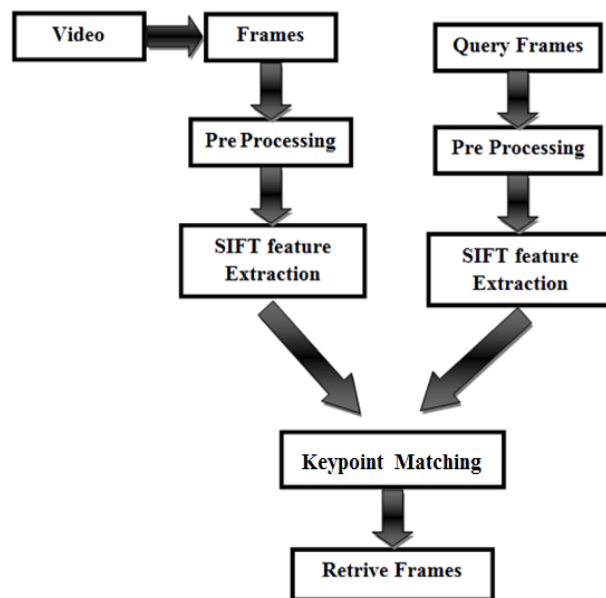 Video
Frames
Query Frames
Pre Processing
Pre Processing
SIFT feature
Extraction
SIFT feature
Extraction
Keypoint Matching
Retrive Frames